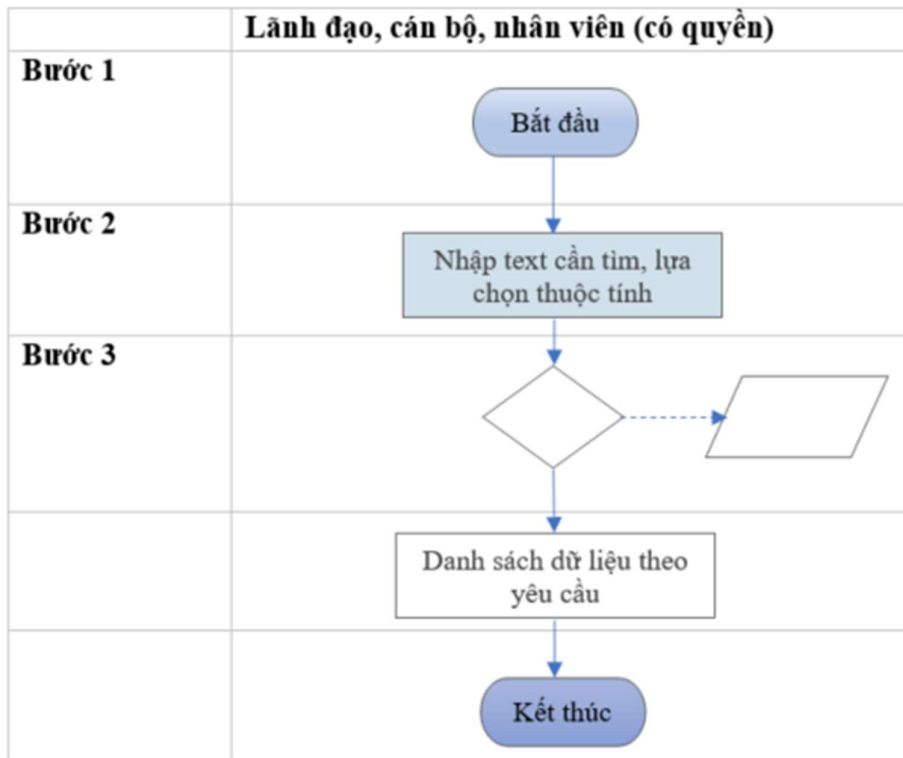 Lãnh đạo, cán bộ, nhân viên (có quyền)
Bước 1
Bắt đầu
Bước 2
Nhập text cần tìm, lựa
chọn thuộc tính
Bước 3
Danh sách dữ liệu theo
yêu cầu
Kết thúc